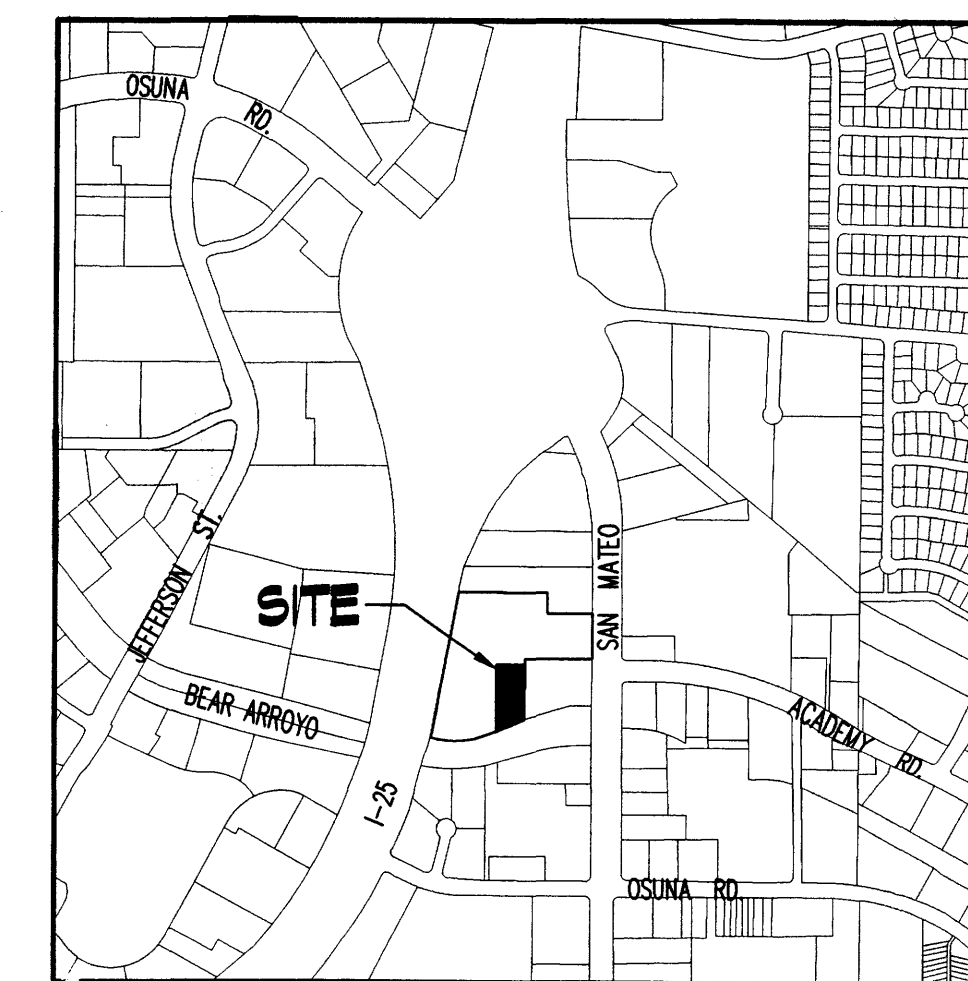 OSUNA
RD.
JEFFERSON ST.
SITE
SAN MATEO
BEAR ARROYO
ACADEMY RD.
I-25
OSUNA RD.